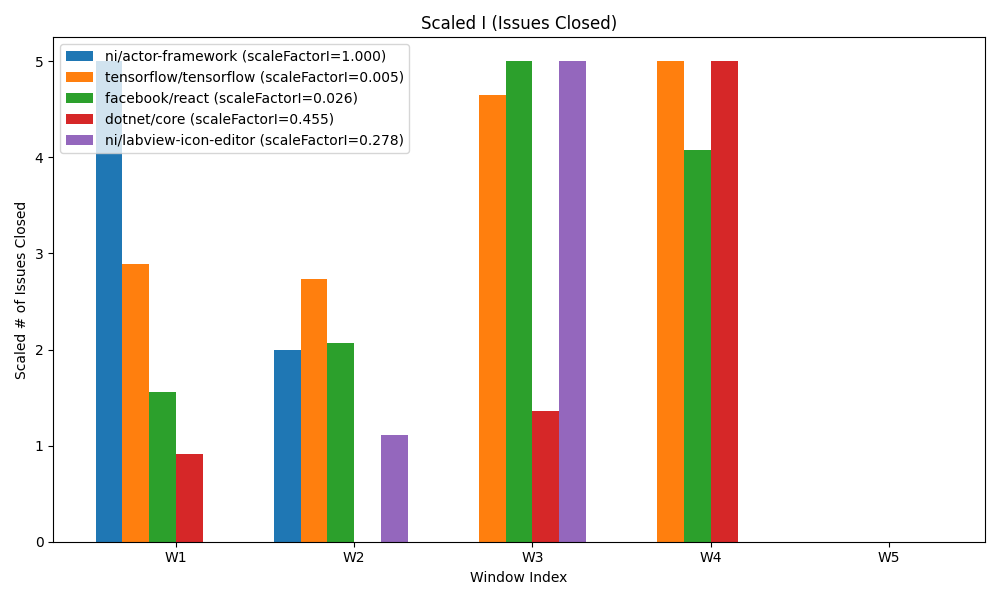 Scaled I (Issues Closed)
ni/actor-framework (scaleFactorI=1.000)
tensorflow/tensorflow (scaleFactorI=0.005)
facebook/react (scaleFactorI=0.026)
dotnet/core (scaleFactorI=0.455)
ni/labview-icon-editor (scaleFactorI=0.278)
Scaled # of Issues Closed
5
4
3
2
1
0
W1 W2 W3 W4 W5
Window Index